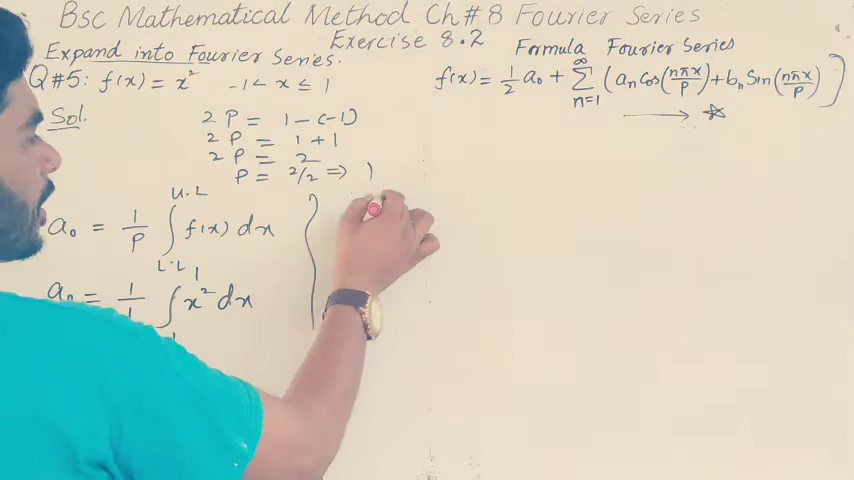 Bsc Mathematical Method Ch#8 Fourier Series
Exercise 8.2
Expand into Fourier Series.
Q#5: f(x) = x² -1 < x ≤ 1
Sol.
2P = 1-(-1)
2P = 1+1
2P = 2
P = 2/2 ⇒ 1
a₀ = 1/P ∫ f(x) dx
U.L
L.L
a₀ = 1/1 ∫ x² dx
1
Formula Fourier Series
f(x) = 1/2 a₀ + ∑ (aₙ Cos(nπx/P) + bₙ Sin(nπx/P))
∞
n=1
⟶ ☆